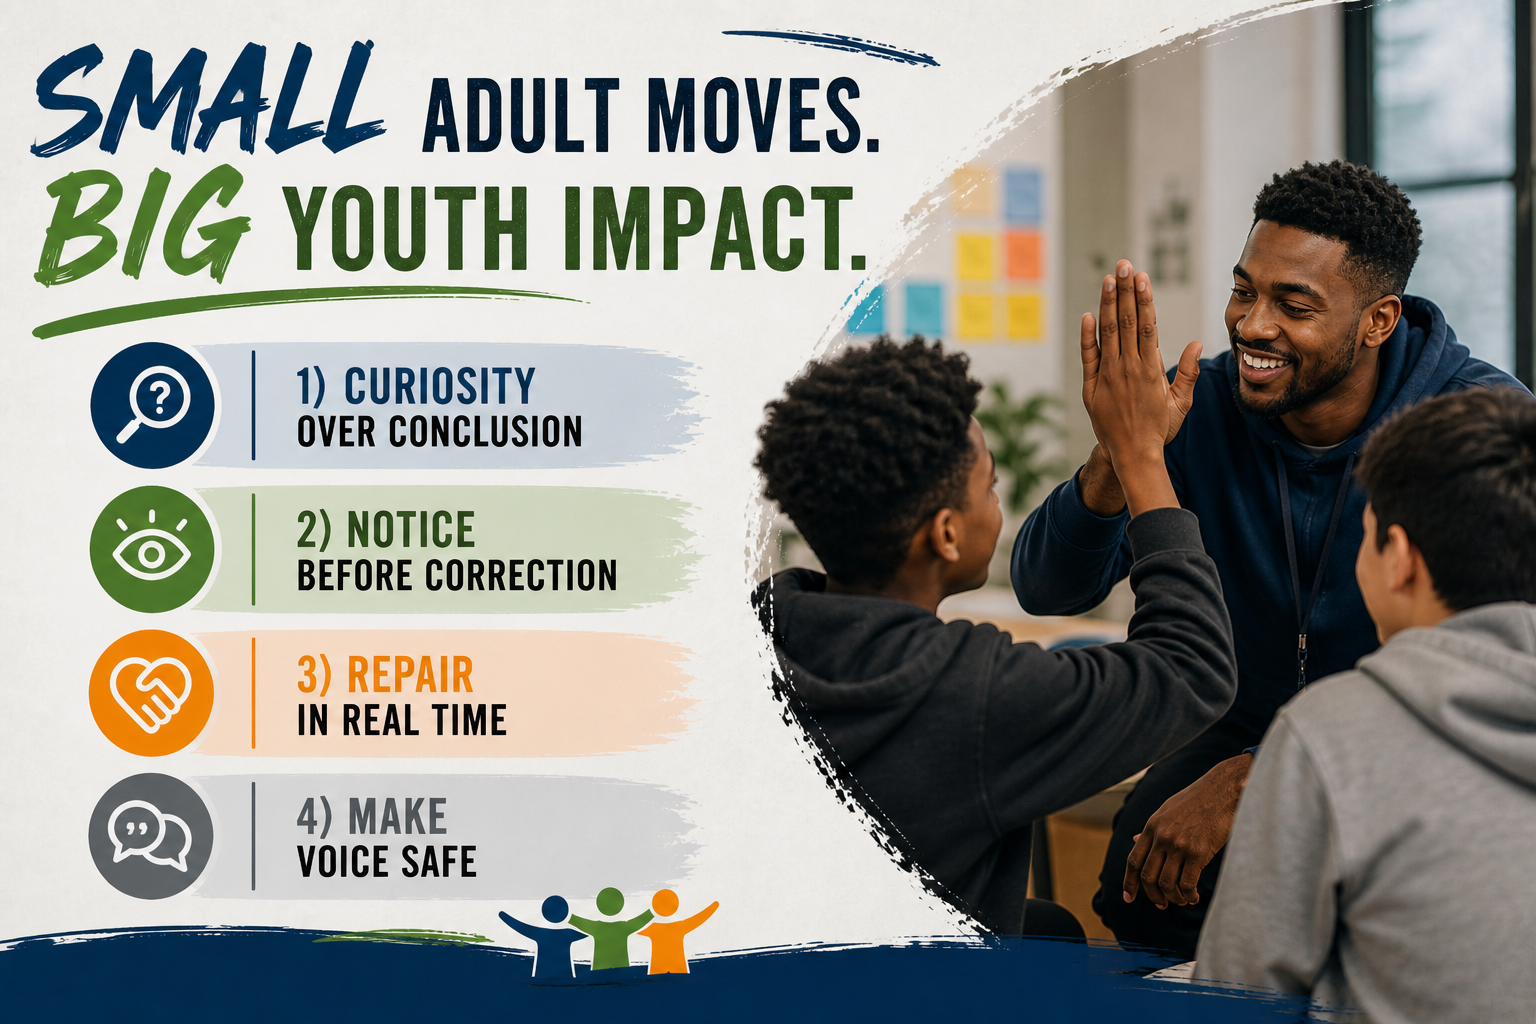 SMALL ADULT MOVES.
BIG YOUTH IMPACT.
?
1) CURIOSITY
OVER CONCLUSION
2) NOTICE
BEFORE CORRECTION
3) REPAIR
IN REAL TIME
"
4) MAKE
VOICE SAFE